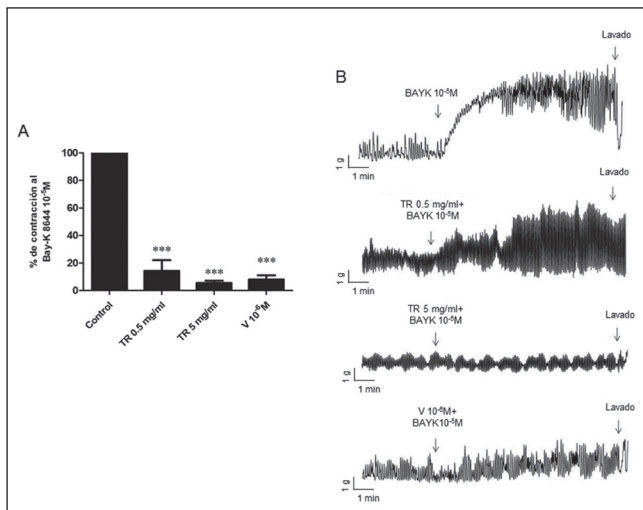 A
% de contracción al
Bay-K 8644 10⁻⁵M
100
80
60
40
20
0
***
***
***
Control
TR 0.5 mg/ml
TR 5 mg/ml
V 10⁻⁶M
B
Lavado
BAYK 10⁻⁵M
1 g
1 min
Lavado
TR 0.5 mg/ml+
BAYK 10⁻⁵M
1 g
1 min
TR 5 mg/ml+
BAYK 10⁻⁵M
Lavado
1 g
1 min
V 10⁻⁶M+
BAYK10⁻⁵M
Lavado
1 g
1 min